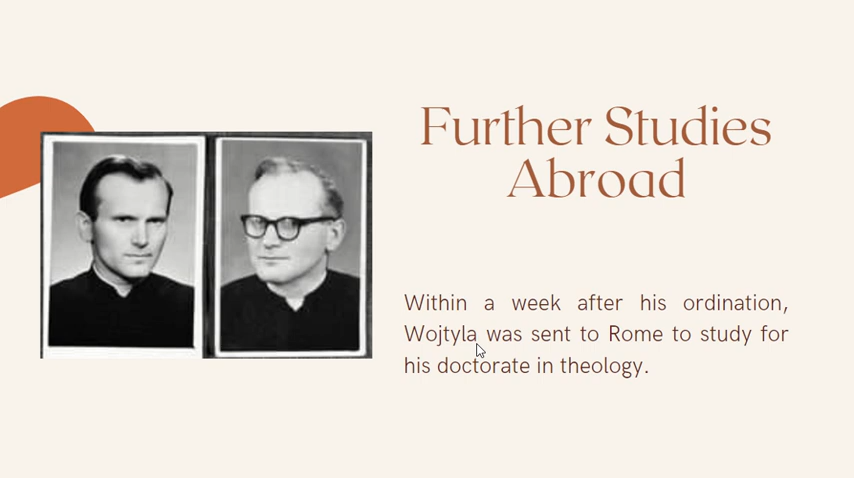 Further Studies
Abroad
Within a week after his ordination,
Wojtyla was sent to Rome to study for
his doctorate in theology.